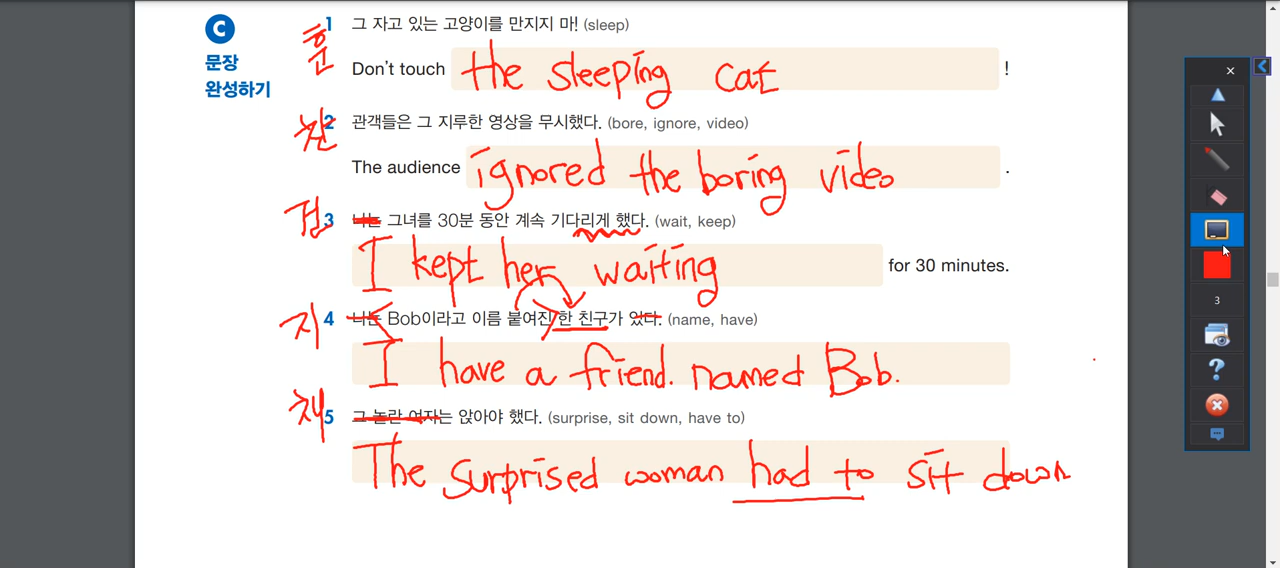 C
문장
완성하기
훈 1 그 자고 있는 고양이를 만지지 마! (sleep)
Don't touch the sleeping cat !
찬 2 관객들은 그 지루한 영상을 무시했다. (bore, ignore, video)
The audience ignored the boring video .
3 나는 그녀를 30분 동안 계속 기다리게 했다. (wait, keep)
I kept her waiting for 30 minutes.
지 4 나는 Bob이라고 이름 붙여진 한 친구가 있다. (name, have)
I have a friend. named Bob.
채 5 그 놀란 여자는 앉아야 했다. (surprise, sit down, have to)
The surprised woman had to sit down
3